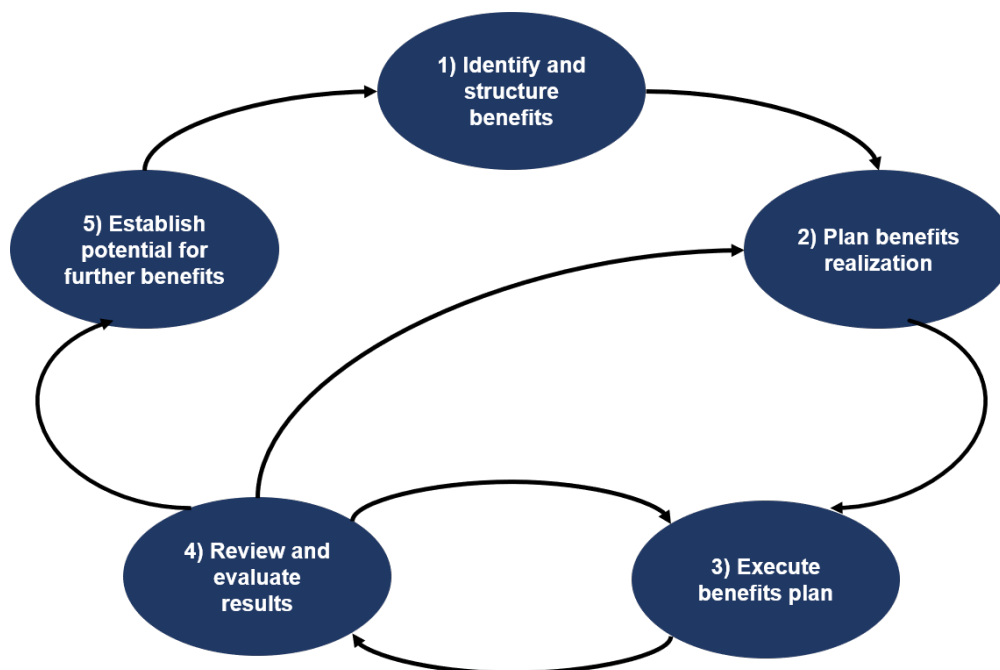 1) Identify and
structure
benefits
2) Plan benefits
realization
3) Execute
benefits plan
4) Review and
evaluate
results
5) Establish
potential for
further benefits